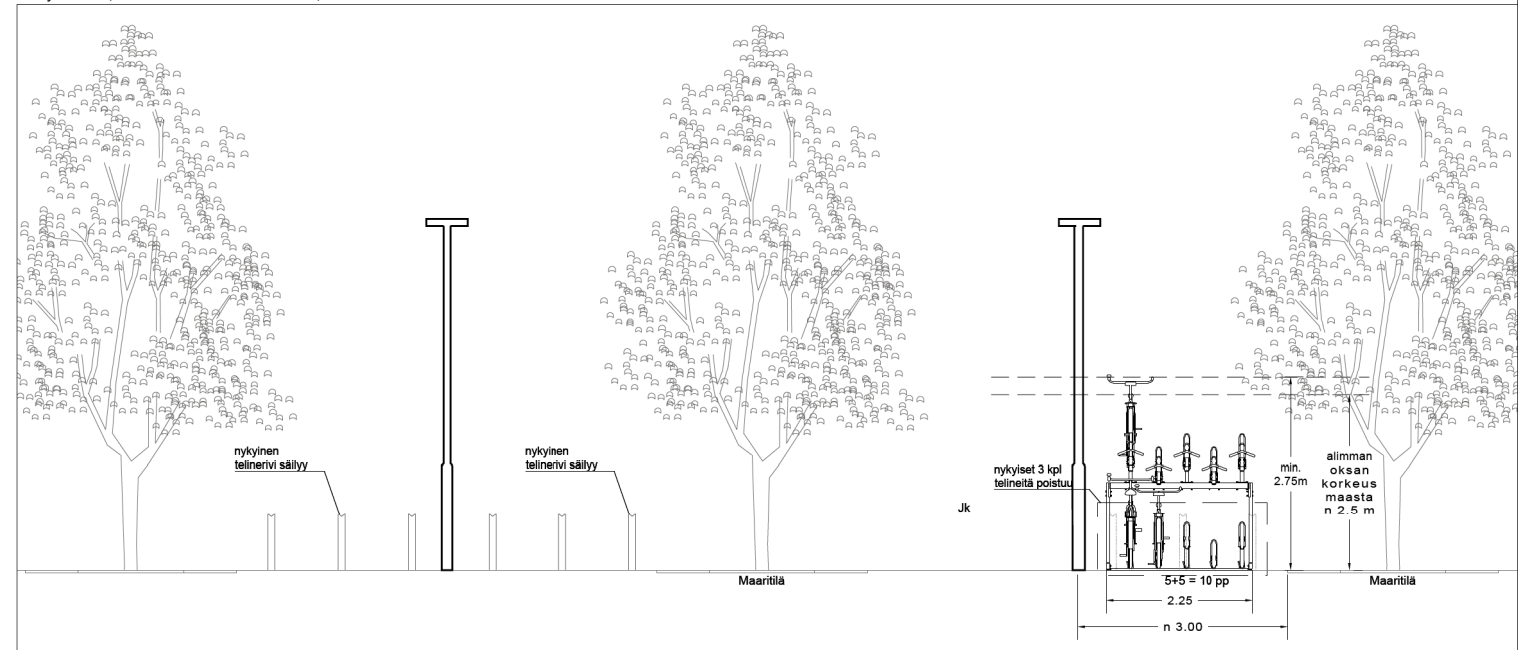 nykyinen
telinerivi säilyy
nykyinen
telinerivi säilyy
nykyiset 3 kpl
telineitä poistuu
Jk
min.
2.75m
alimman
oksan
korkeus
maasta
n 2.5 m
Maaritilä
5+5 = 10 pp
Maaritilä
2.25
n 3.00